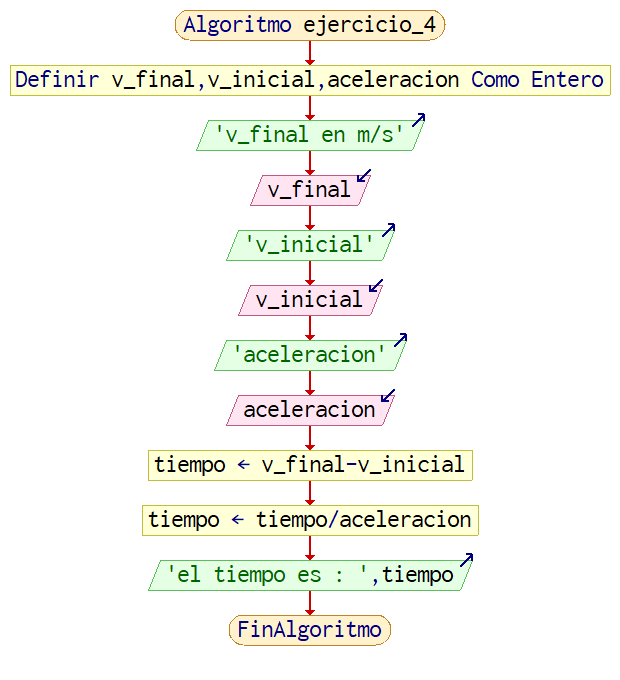 Algoritmo ejercicio_4
Definir v_final,v_inicial,aceleracion Como Entero
'v_final en m/s'
v_final
'v_inicial'
v_inicial
'aceleracion'
aceleracion
tiempo ← v_final-v_inicial
tiempo ← tiempo/aceleracion
'el tiempo es : ',tiempo
FinAlgoritmo